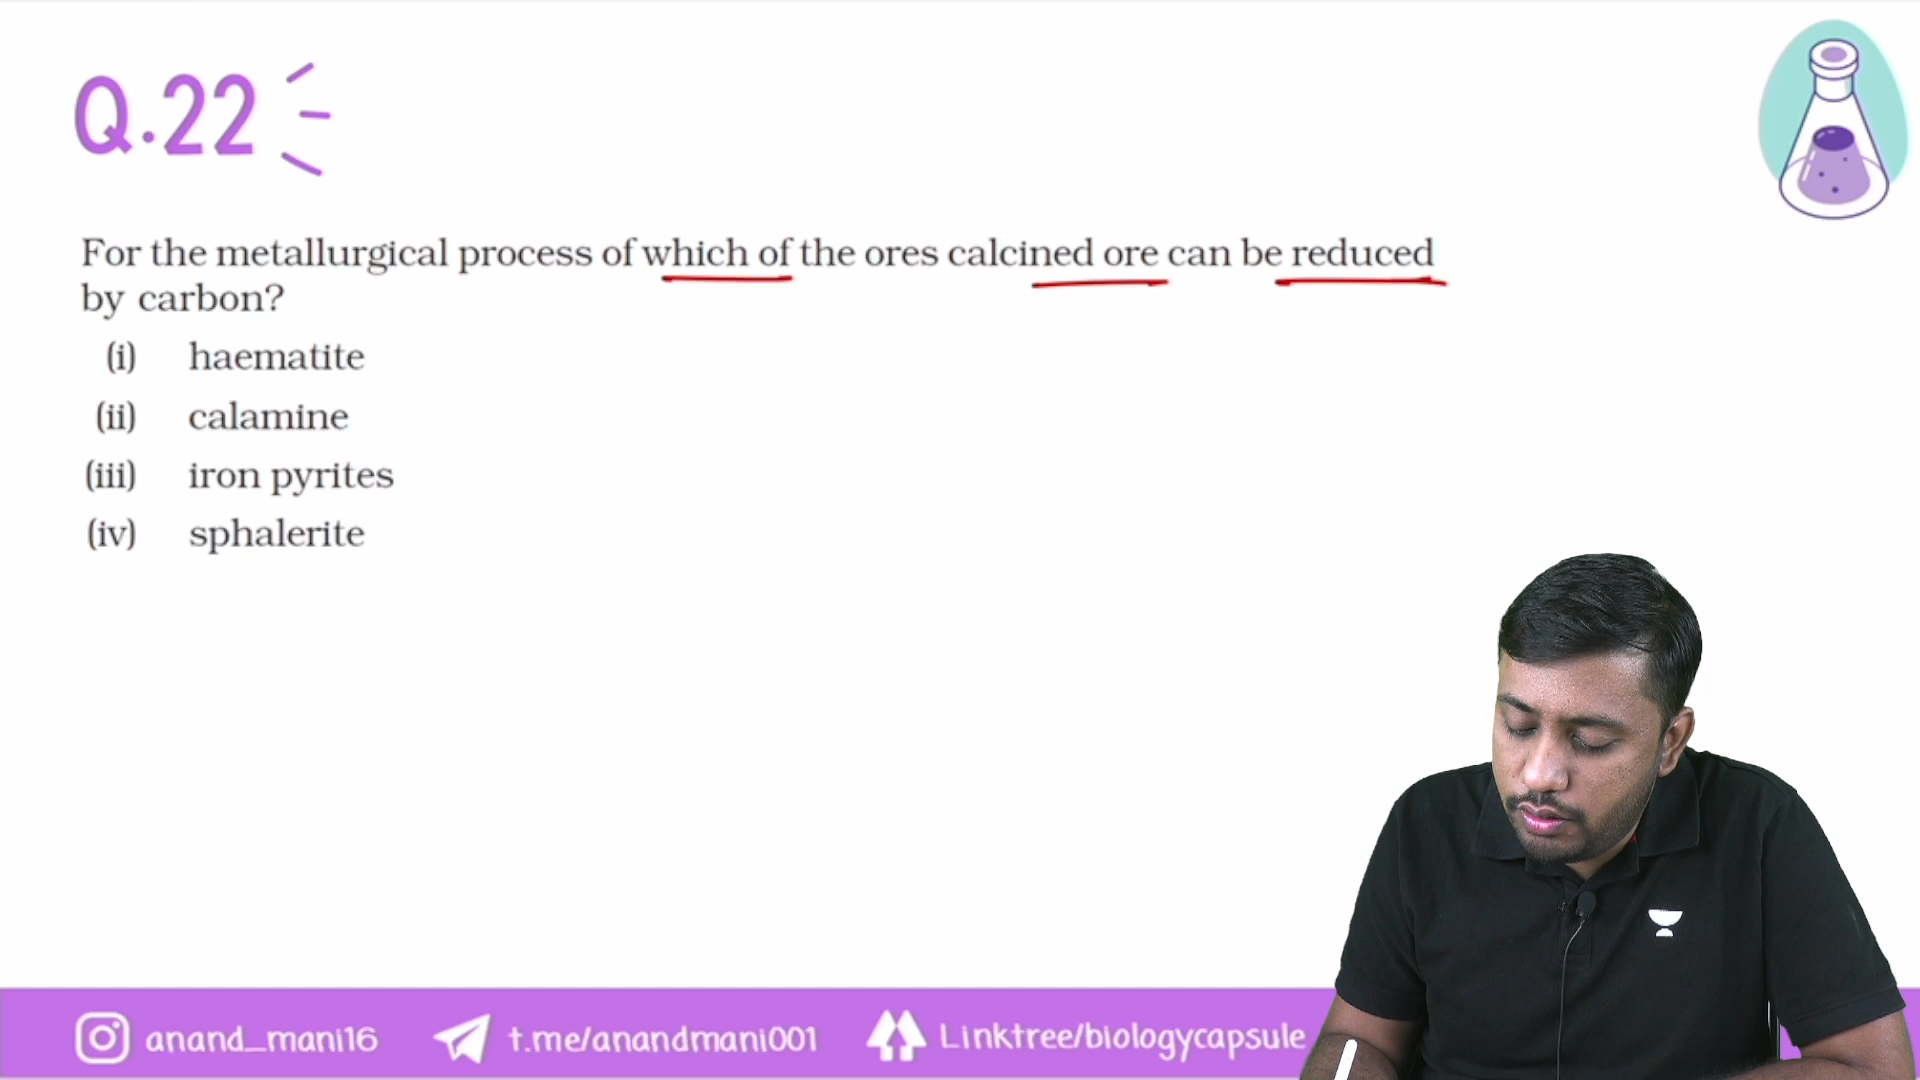 Q.22
For the metallurgical process of which of the ores calcined ore can be reduced
by carbon?
(i) haematite
(ii) calamine
(iii) iron pyrites
(iv) sphalerite
anand_mani16 t.me/anandmani001 Linktree/biologycapsule